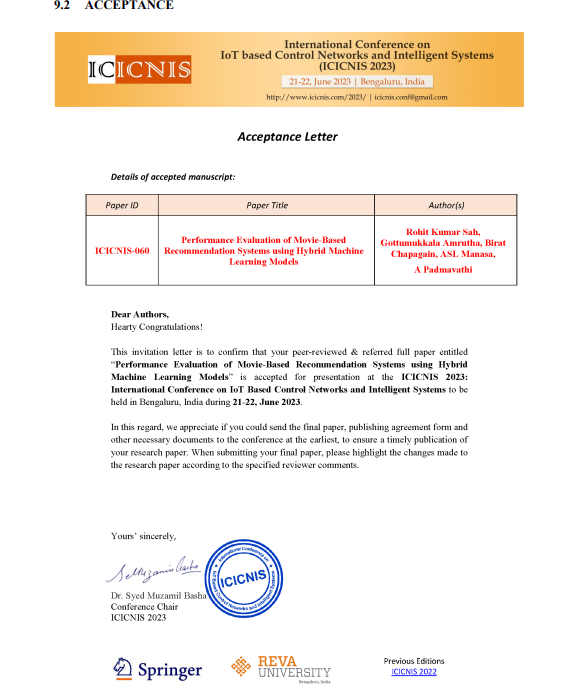 9.2 ACCEPTANCE
ICICNIS
International Conference on
IoT based Control Networks and Intelligent Systems
(ICICNIS 2023)
21-22, June 2023 | Bengaluru, India
http://www.icicnis.com/2023/ | icicnis.conf@gmail.com
Acceptance Letter
Details of accepted manuscript:
Paper ID Paper Title Author(s)
ICICNIS-060
Performance Evaluation of Movie-Based
Recommendation Systems using Hybrid Machine
Learning Models
Rohit Kumar Sah,
Gottumukkala Amrutha, Birat
Chapagain, ASL Manasa,
A Padmavathi
Dear Authors,
Hearty Congratulations!
This invitation letter is to confirm that your peer-reviewed & referred full paper entitled
“Performance Evaluation of Movie-Based Recommendation Systems using Hybrid
Machine Learning Models” is accepted for presentation at the ICICNIS 2023:
International Conference on IoT Based Control Networks and Intelligent Systems to be
held in Bengaluru, India during 21-22, June 2023.
In this regard, we appreciate if you could send the final paper, publishing agreement form and
other necessary documents to the conference at the earliest, to ensure a timely publication of
your research paper. When submitting your final paper, please highlight the changes made to
the research paper according to the specified reviewer comments.
Yours’ sincerely,
International Conference on
IoT Based Control Networks and Intelligent Systems
ICICNIS
Dr. Syed Muzamil Basha
Conference Chair
ICICNIS 2023
Springer
REVA
UNIVERSITY
Bengaluru, India
Previous Editions
ICICNIS 2022